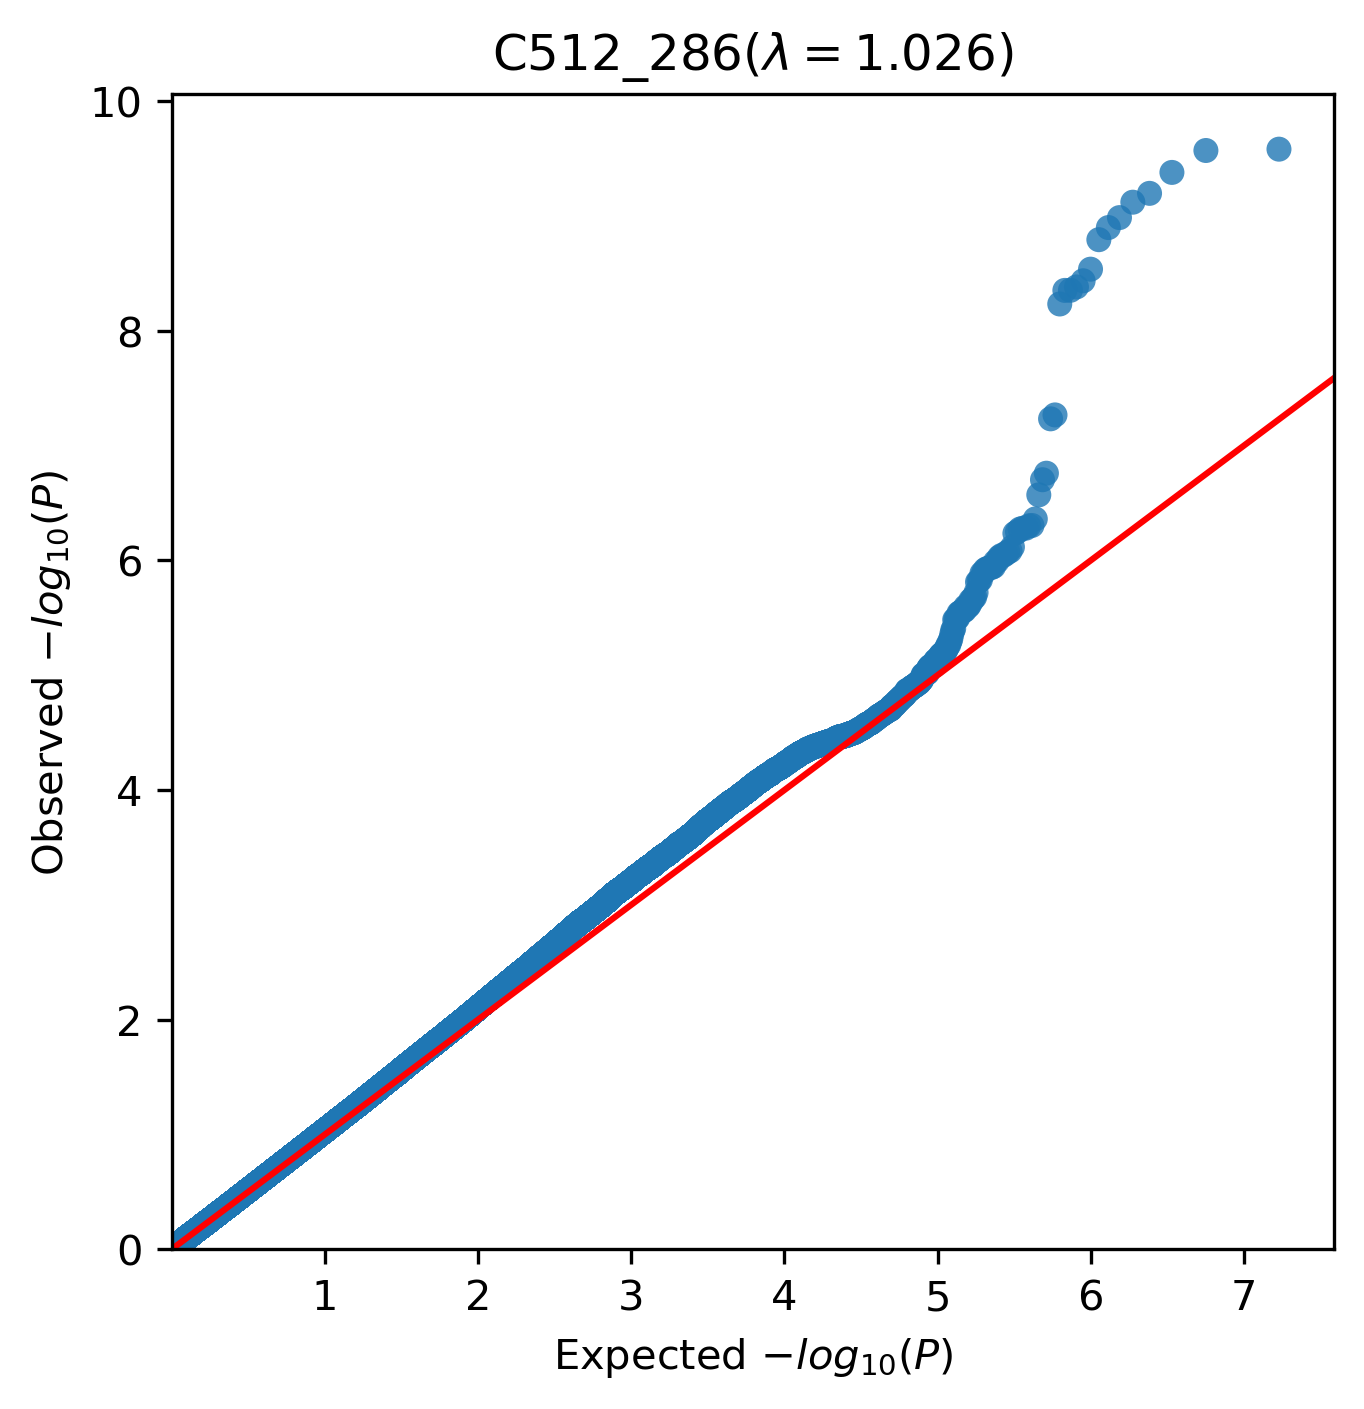 C512_286(λ = 1.026)
10
8
6
4
2
0
Observed −log₁₀(P)
1 2 3 4 5 6 7
Expected −log₁₀(P)